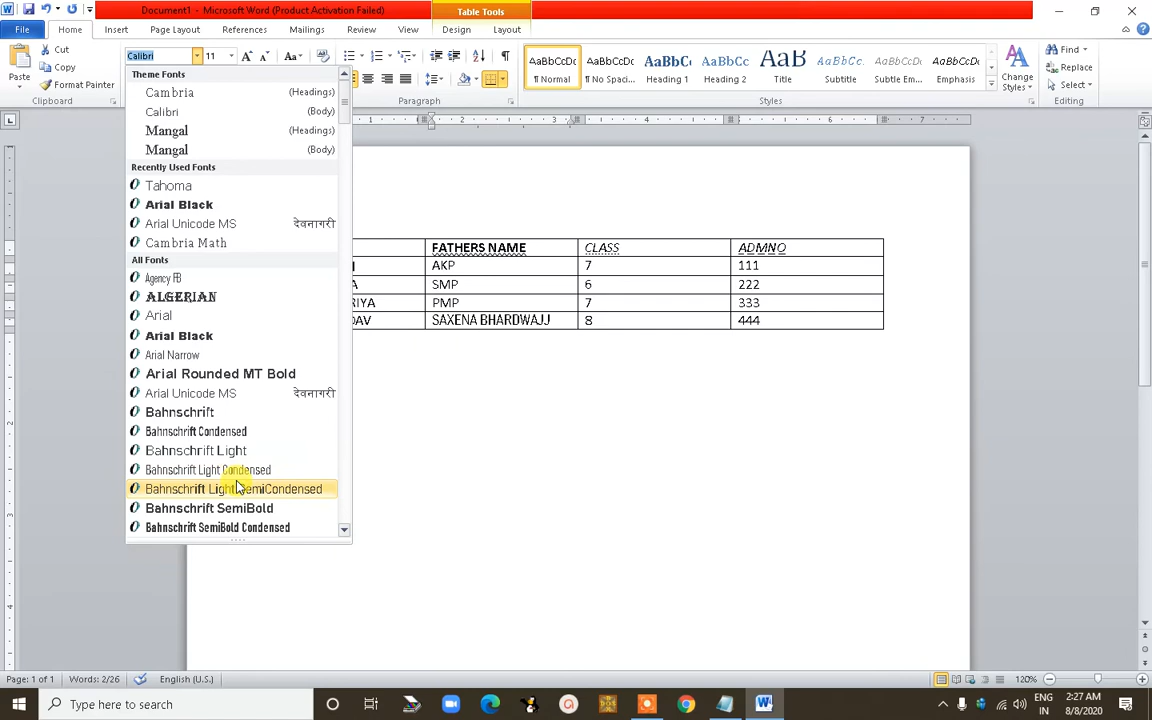 Document1 - Microsoft Word (Product Activation Failed)
Table Tools
File Home Insert Page Layout References Mailings Review View Design Layout
Paste
Cut
Copy
Format Painter
Clipboard
Calibri 11
Paragraph
AaBbCcDc ¶ Normal
AaBbCcDc ¶ No Spaci...
AaBbC Heading 1
AaBbCc Heading 2
AaB Title
AaBbCc. Subtitle
AaBbCcDc Subtle Em...
AaBbCcDc Emphasis
Styles
Change Styles
Find
Replace
Select
Editing
Theme Fonts
Cambria (Headings)
Calibri (Body)
Mangal (Headings)
Mangal (Body)
Recently Used Fonts
Tahoma
Arial Black
Arial Unicode MS देवनागरी
Cambria Math
All Fonts
Agency FB
ALGERIAN
Arial
Arial Black
Arial Narrow
Arial Rounded MT Bold
Arial Unicode MS देवनागरी
Bahnschrift
Bahnschrift Condensed
Bahnschrift Light
Bahnschrift Light Condensed
Bahnschrift Light SemiCondensed
Bahnschrift SemiBold
Bahnschrift SemiBold Condensed
1 2 3 4 5 6 7
FATHERS NAME CLASS ADMNO
AKP 7 111
SMP 6 222
RIYA PMP 7 333
DAV SAXENA BHARDWAJJ 8 444
Page: 1 of 1 Words: 2/26 English (U.S.) 120%
Type here to search
ENG IN
2:27 AM
8/8/2020